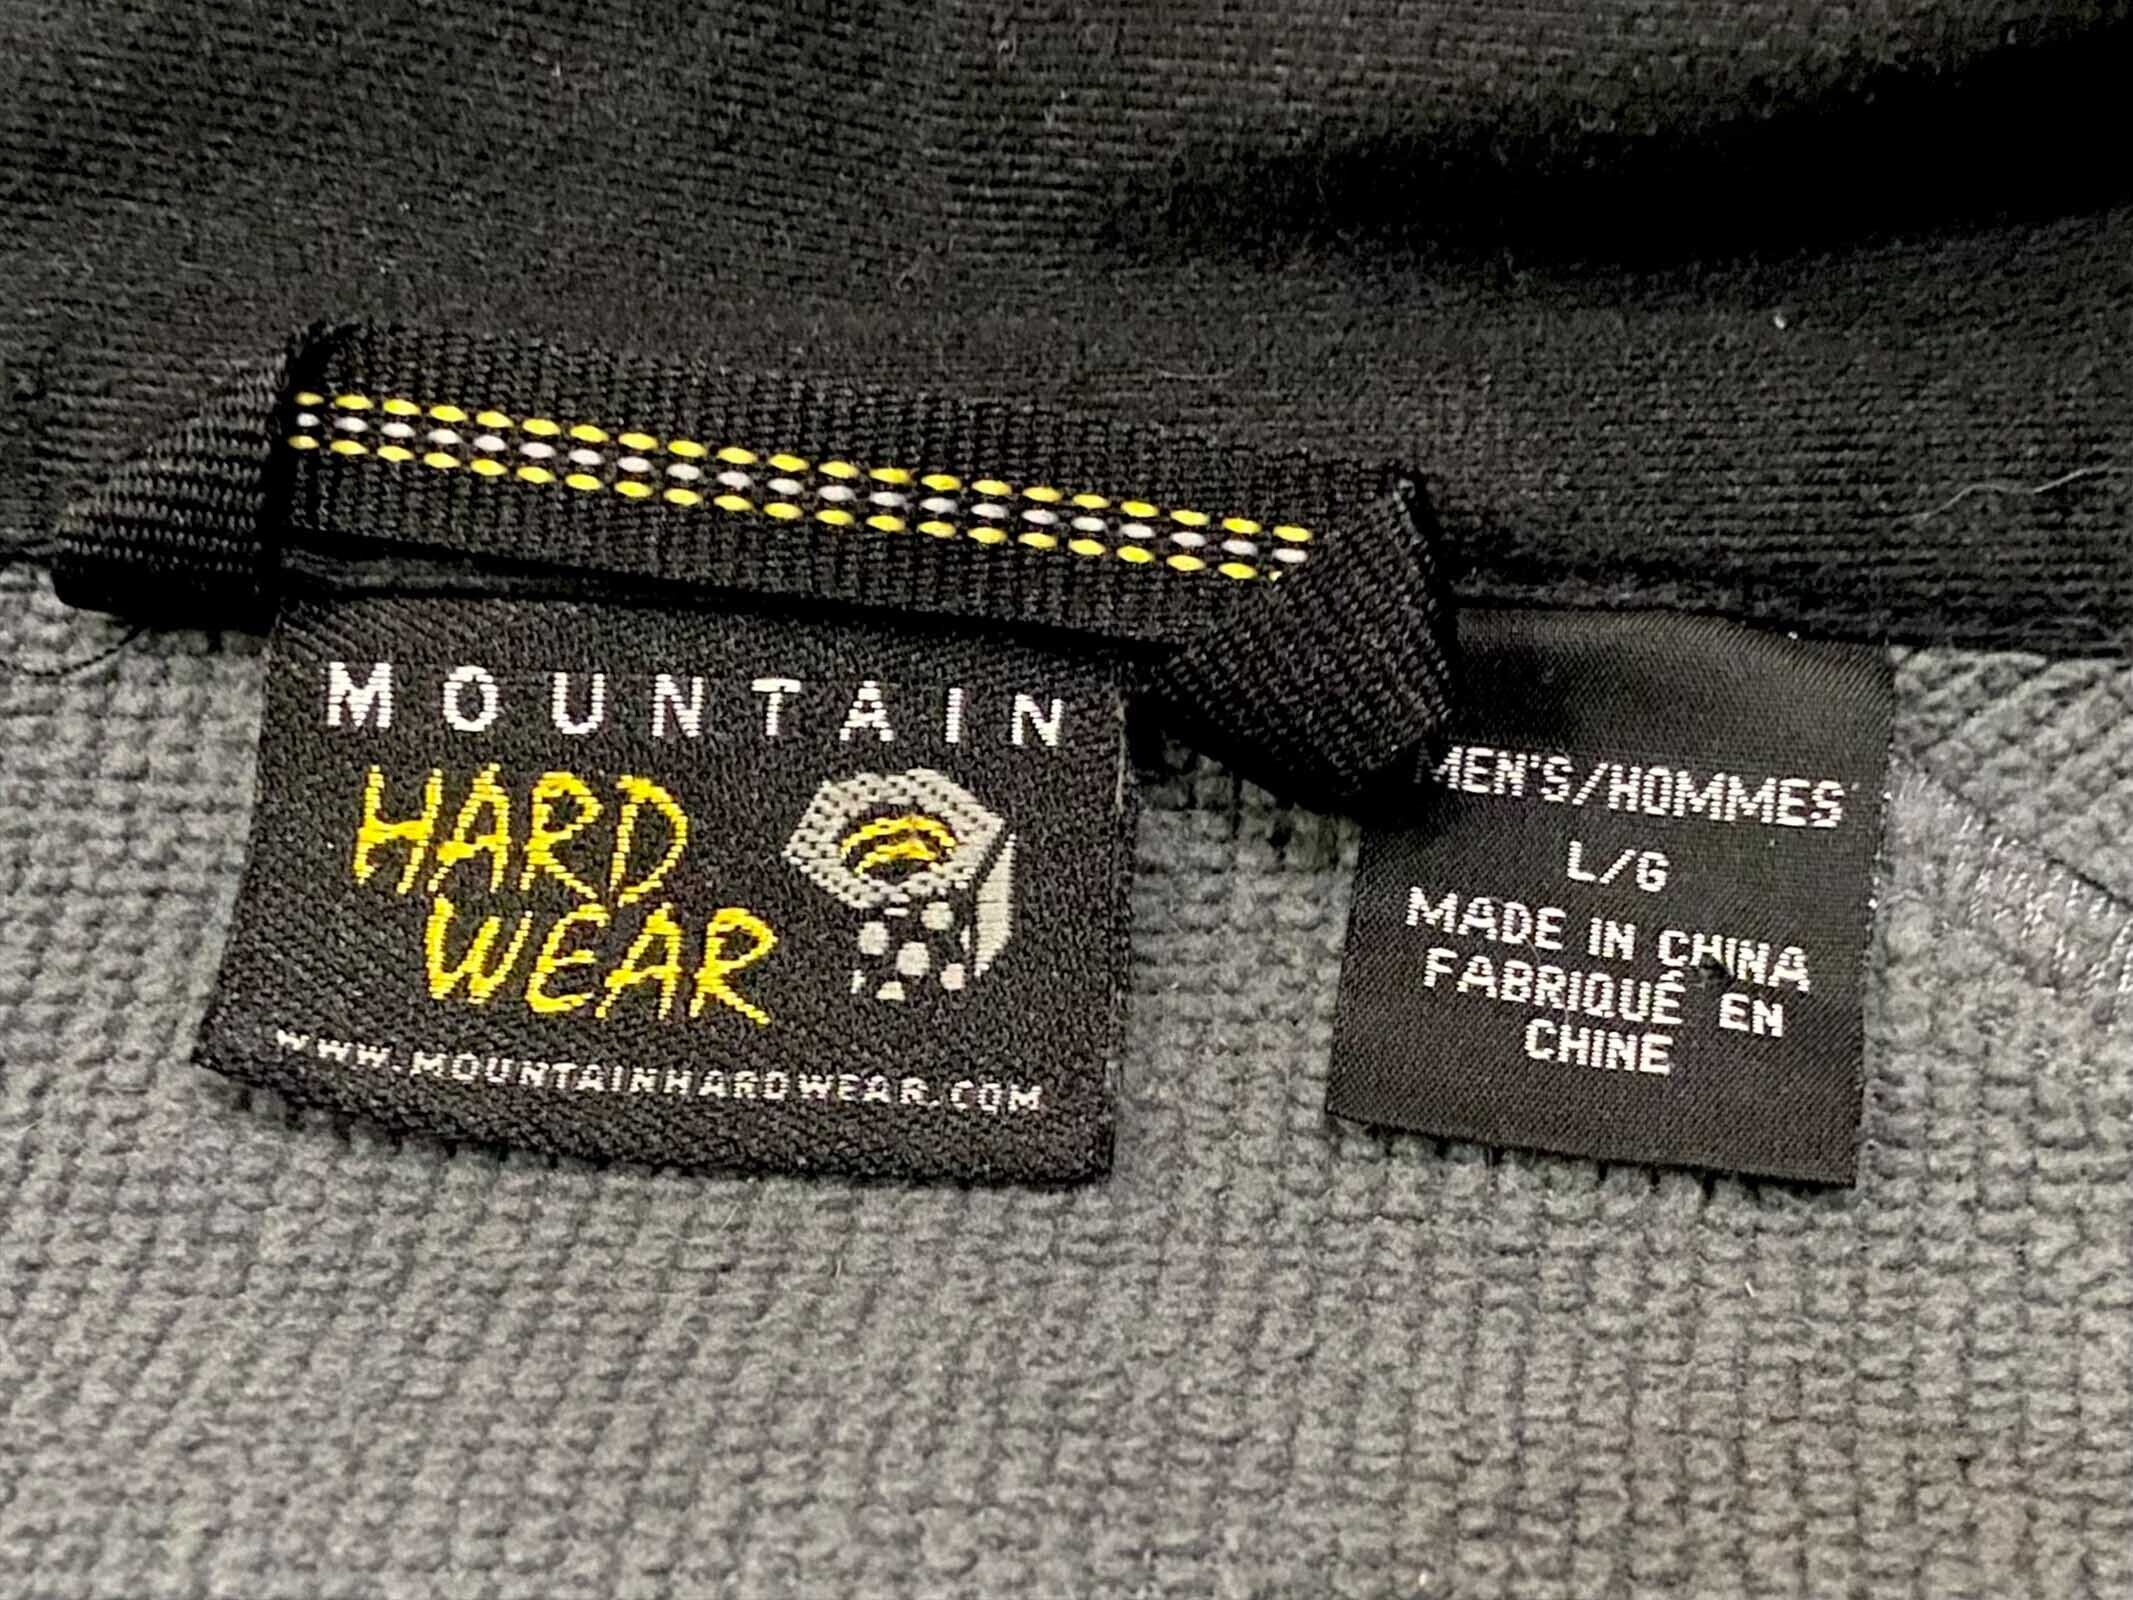 MOUNTAIN
HARD
WEAR
WWW.MOUNTAINHARDWEAR.COM
MEN'S/HOMMES
L/G
MADE IN CHINA
FABRIQUÉ EN
CHINE